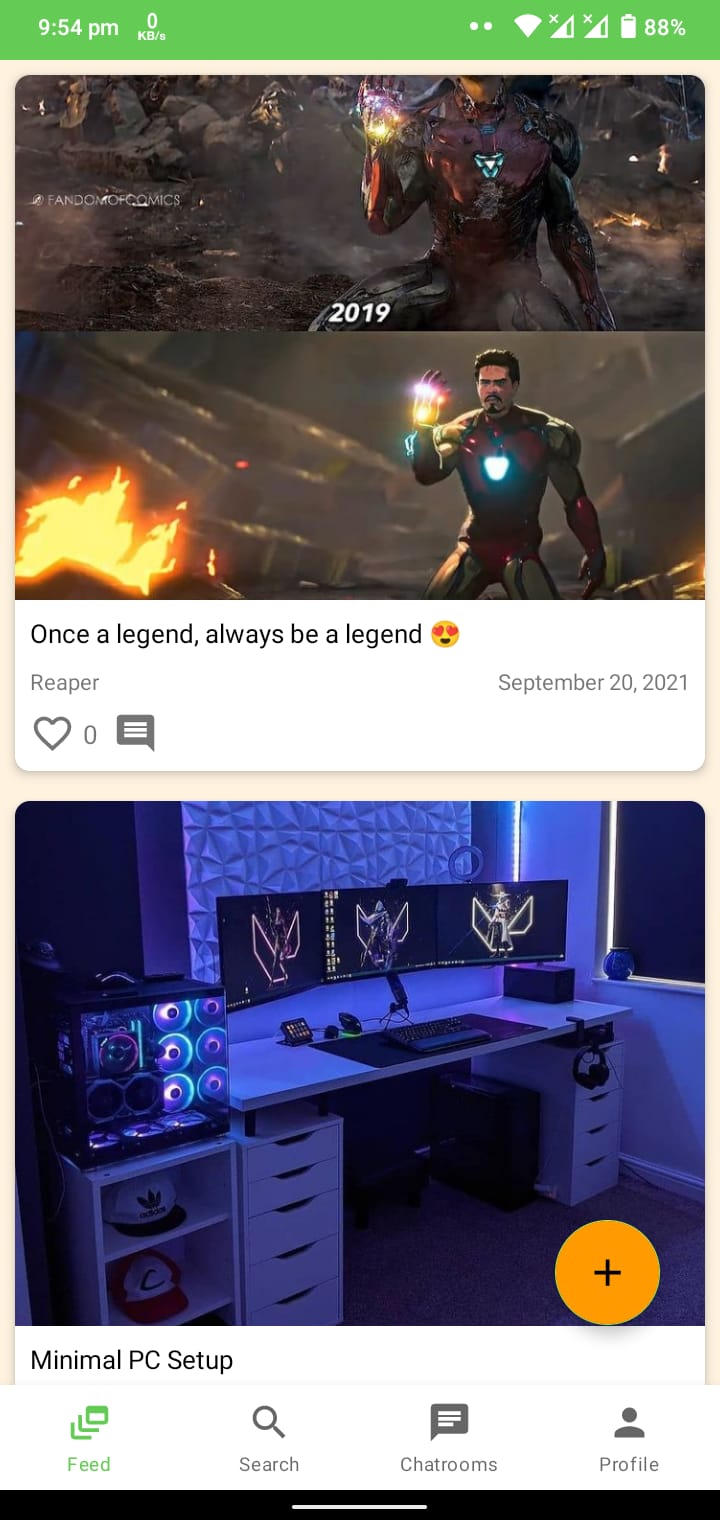 9:54 pm 0 KB/s 88%
@ FANDOMOFCOMICS
2019
Once a legend, always be a legend 😍
Reaper September 20, 2021
0
adidas
C
+
Minimal PC Setup
Feed Search Chatrooms Profile